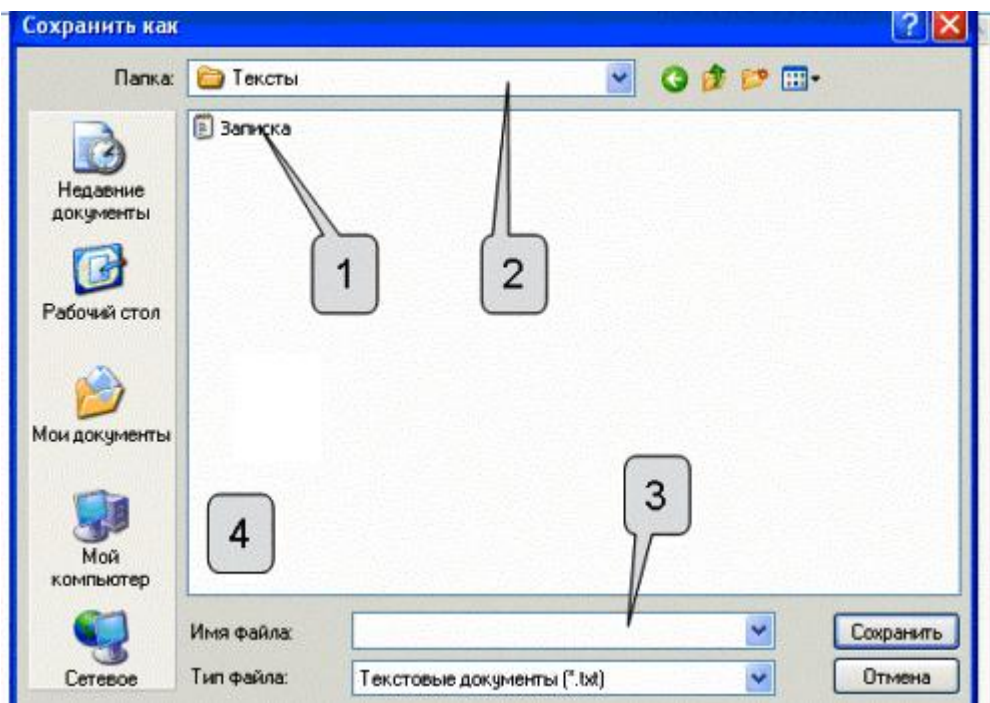 Сохранить как
Папка: Тексты
Записка
Недавние документы
1
2
Рабочий стол
Мои документы
3
4
Мой компьютер
Имя файла:
Сохранить
Сетевое
Тип файла:
Текстовые документы (*.txt)
Отмена